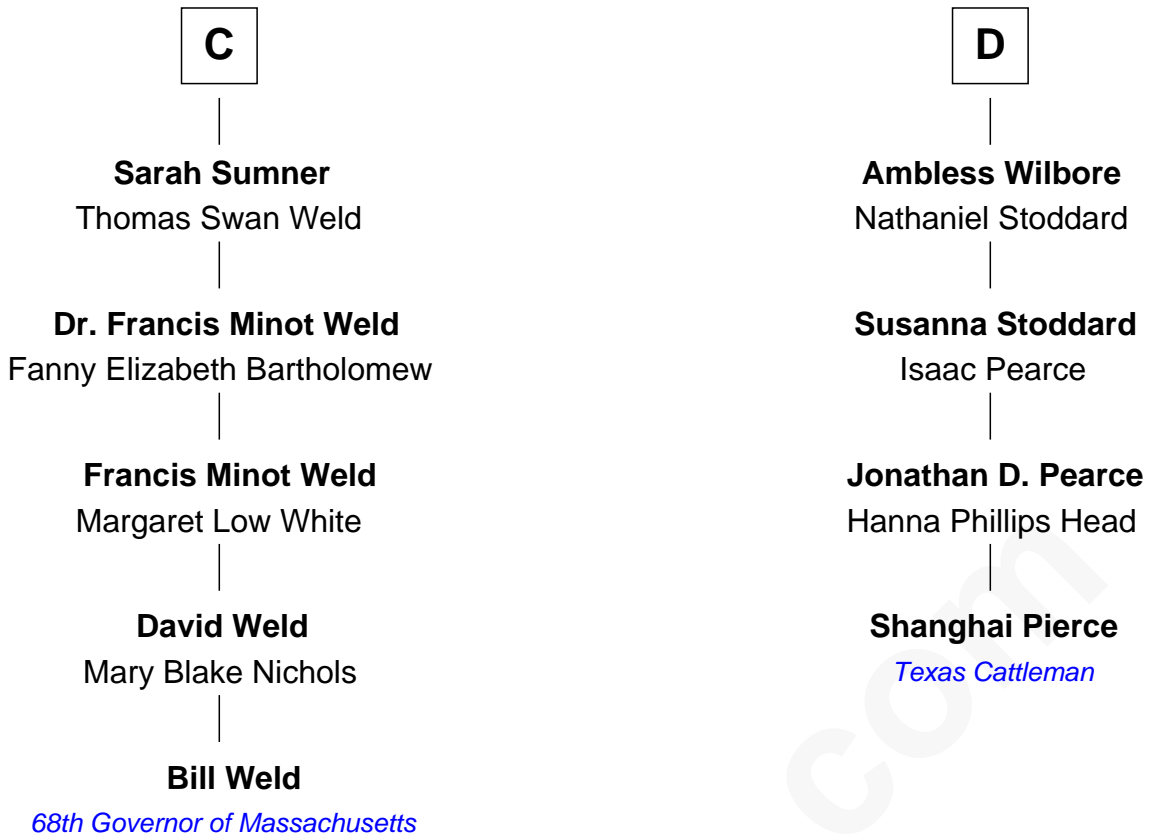 C
Sarah Sumner
Thomas Swan Weld
Dr. Francis Minot Weld
Fanny Elizabeth Bartholomew
Francis Minot Weld
Margaret Low White
David Weld
Mary Blake Nichols
Bill Weld
68th Governor of Massachusetts
D
Ambless Wilbore
Nathaniel Stoddard
Susanna Stoddard
Isaac Pearce
Jonathan D. Pearce
Hanna Phillips Head
Shanghai Pierce
Texas Cattleman
com